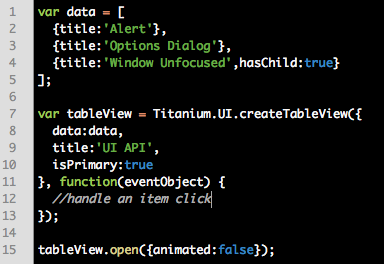 1 var data = [
2 {title:'Alert'},
3 {title:'Options Dialog'},
4 {title:'Window Unfocused',hasChild:true}
5 ];
6
7 var tableView = Titanium.UI.createTableView({
8 data:data,
9 title:'UI API',
10 isPrimary:true
11 }, function(eventObject) {
12 //handle an item click
13 });
14
15 tableView.open({animated:false});